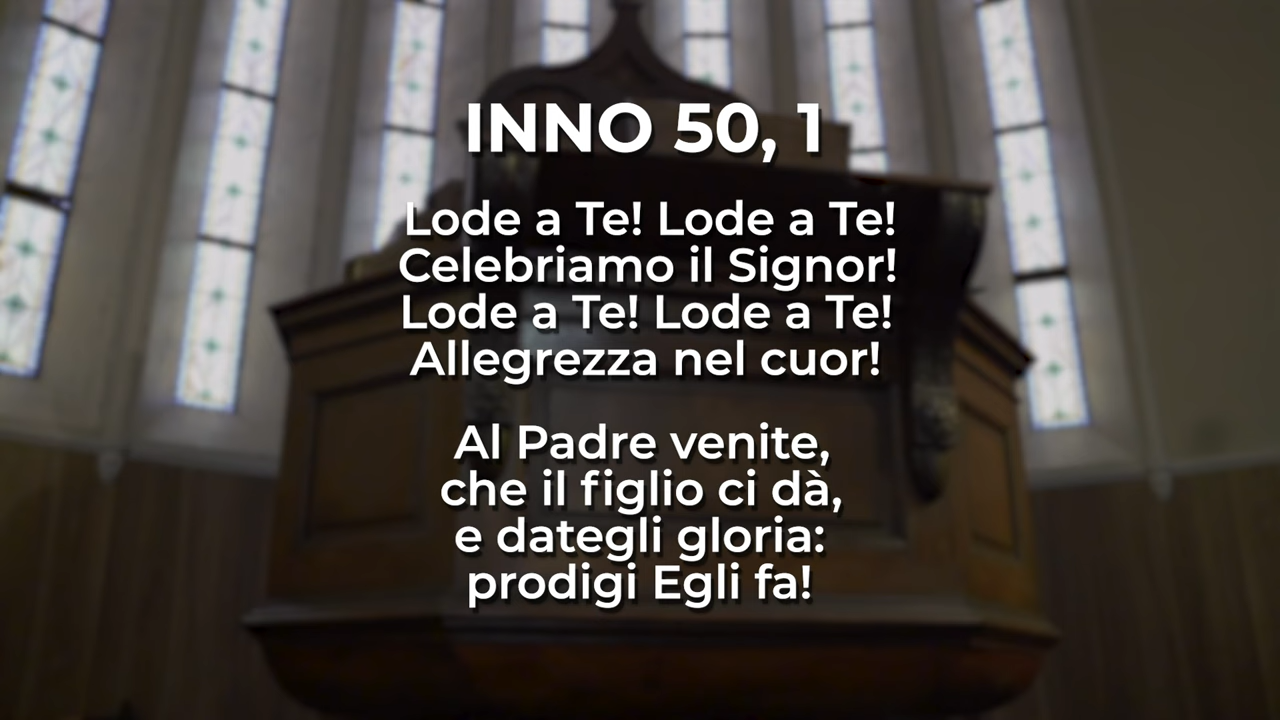 INNO 50, 1
Lode a Te! Lode a Te!
Celebriamo il Signor!
Lode a Te! Lode a Te!
Allegrezza nel cuor!
Al Padre venite,
che il figlio ci dà,
e dategli gloria:
prodigi Egli fa!